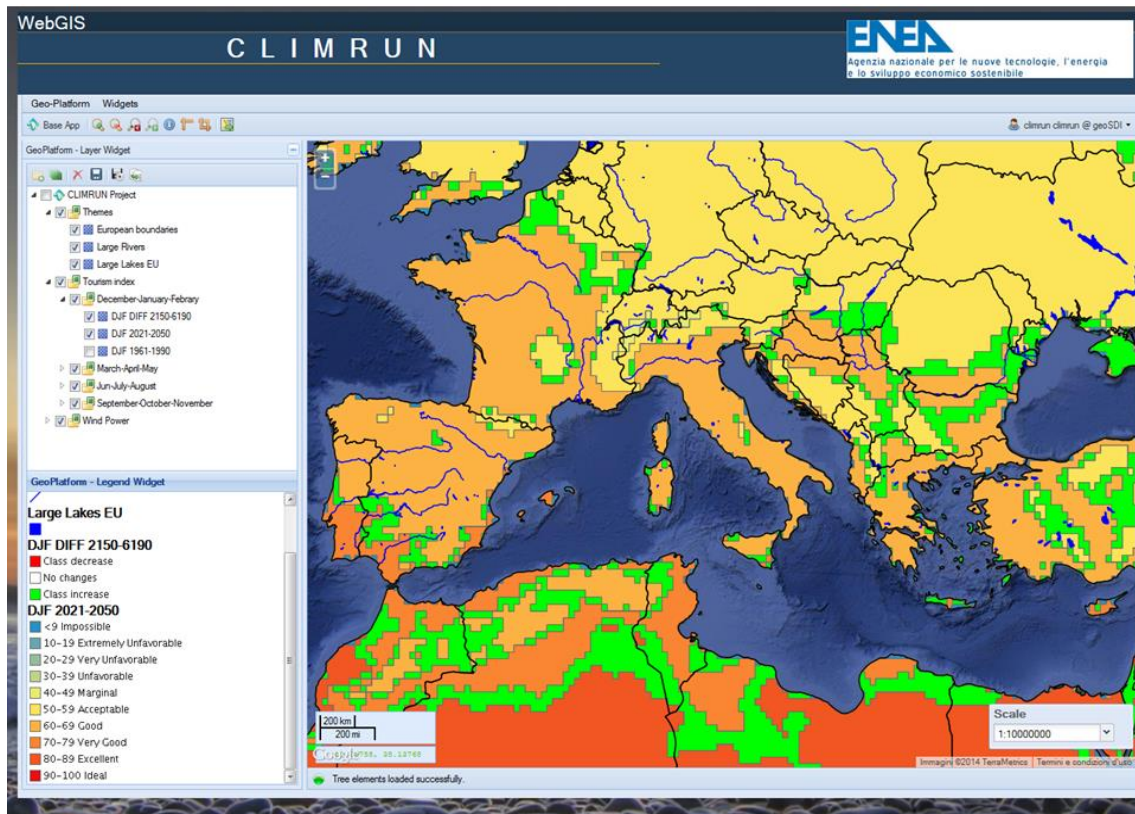 WebGIS
CLIMRUN
ENEA
Agenzia nazionale per le nuove tecnologie, l'energia
e lo sviluppo economico sostenibile
Geo-Platform Widgets
Base App
climrun climrun @ geoSDI
GeoPlatform - Layer Widget
CLIMRUN Project
Themes
European boundaries
Large Rivers
Large Lakes EU
Tourism index
December-January-Febrary
DJF DIFF 2150-6190
DJF 2021-2050
DJF 1961-1990
March-April-May
Jun-July-August
September-October-November
Wind Power
GeoPlatform - Legend Widget
Large Lakes EU
DJF DIFF 2150-6190
Class decrease
No changes
Class increase
DJF 2021-2050
<9 Impossible
10-19 Extremely Unfavorable
20-29 Very Unfavorable
30-39 Unfavorable
40-49 Marginal
50-59 Acceptable
60-69 Good
70-79 Very Good
80-89 Excellent
90-100 Ideal
200 km
200 mi
Google
Scale
1:10000000
Immagini ©2014 TerraMetrics
Termini e condizioni d'uso
Tree elements loaded successfully.